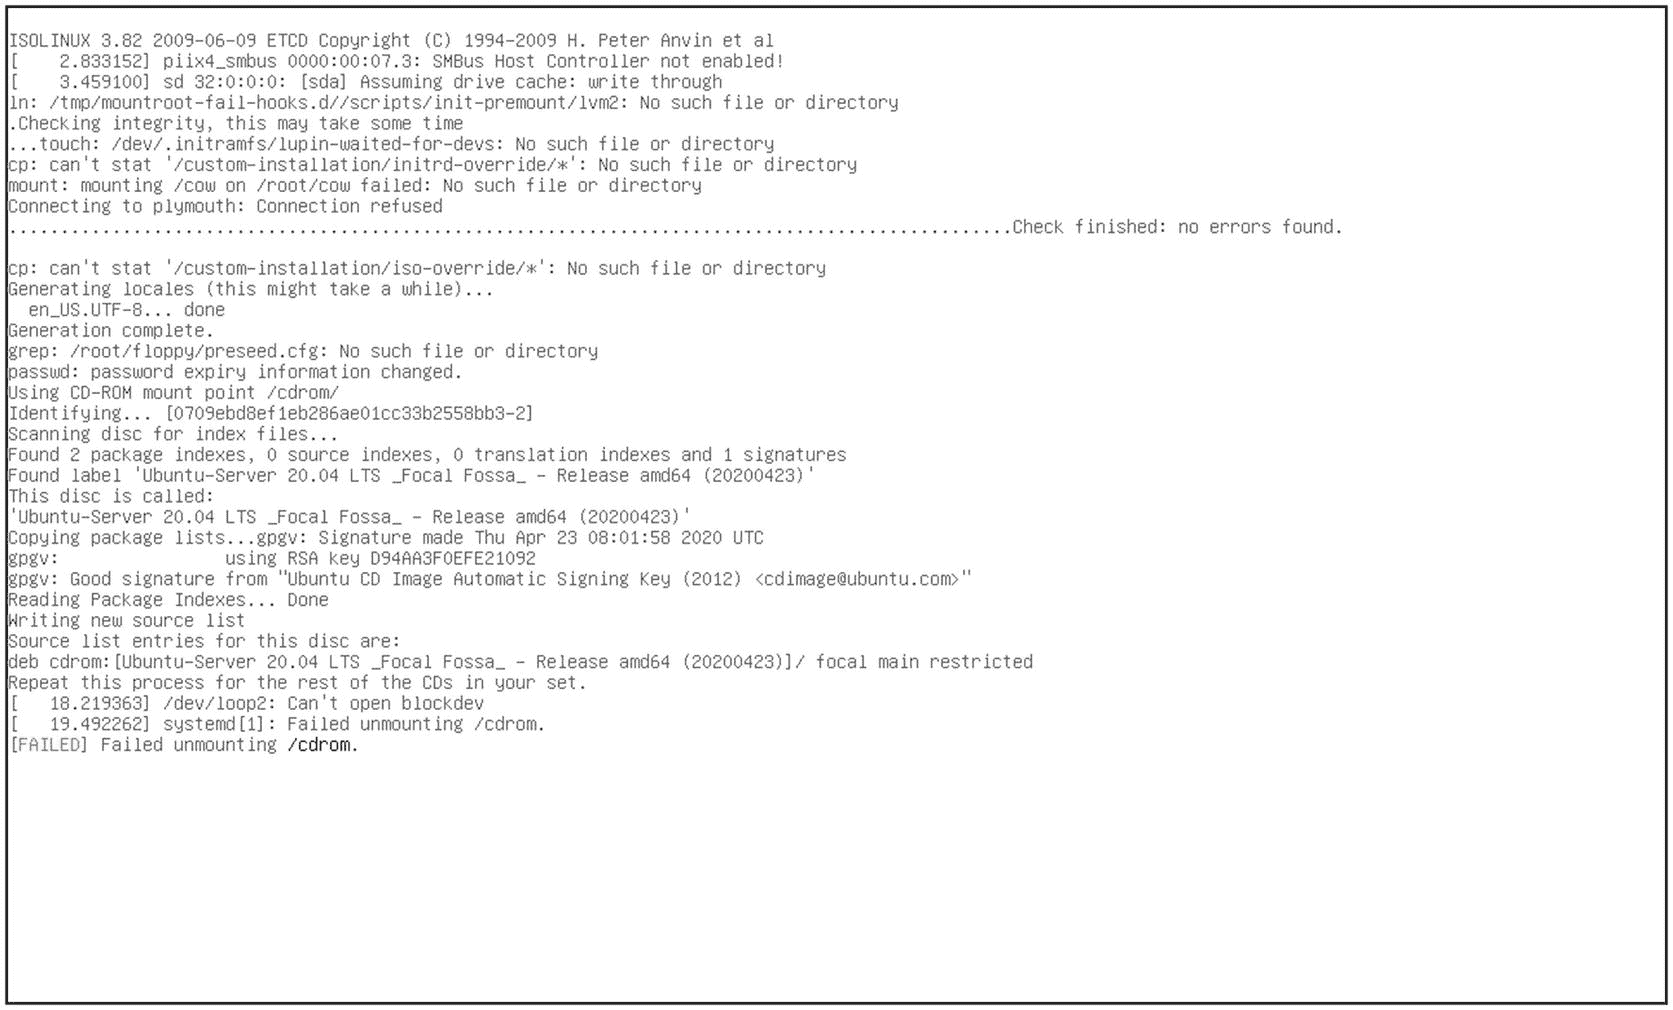 ISOLINUX 3.82 2009-06-09 ETCD Copyright (C) 1994-2009 H. Peter Anvin et al
[    2.833152] piix4_smbus 0000:00:07.3: SMBus Host Controller not enabled!
[    3.459100] sd 32:0:0:0: [sda] Assuming drive cache: write through
ln: /tmp/mountroot-fail-hooks.d//scripts/init-premount/lvm2: No such file or directory
.Checking integrity, this may take some time
...touch: /dev/.initramfs/lupin-waited-for-devs: No such file or directory
cp: can't stat '/custom-installation/initrd-override/*': No such file or directory
mount: mounting /cow on /root/cow failed: No such file or directory
Connecting to plymouth: Connection refused
.................................................................................................Check finished: no errors found.
cp: can't stat '/custom-installation/iso-override/*': No such file or directory
Generating locales (this might take a while)...
  en_US.UTF-8... done
Generation complete.
grep: /root/floppy/preseed.cfg: No such file or directory
passwd: password expiry information changed.
Using CD-ROM mount point /cdrom/
Identifying... [0709ebd8ef1eb286ae01cc33b2558bb3-2]
Scanning disc for index files...
Found 2 package indexes, 0 source indexes, 0 translation indexes and 1 signatures
Found label 'Ubuntu-Server 20.04 LTS _Focal Fossa_ - Release amd64 (20200423)'
This disc is called:
'Ubuntu-Server 20.04 LTS _Focal Fossa_ - Release amd64 (20200423)'
Copying package lists...gpgv: Signature made Thu Apr 23 08:01:58 2020 UTC
gpgv:                using RSA key D94AA3F0EFE21092
gpgv: Good signature from "Ubuntu CD Image Automatic Signing Key (2012) <cdimage@ubuntu.com>"
Reading Package Indexes... Done
Writing new source list
Source list entries for this disc are:
deb cdrom:[Ubuntu-Server 20.04 LTS _Focal Fossa_ - Release amd64 (20200423)]/ focal main restricted
Repeat this process for the rest of the CDs in your set.
[   18.219363] /dev/loop2: Can't open blockdev
[   19.492262] systemd[1]: Failed unmounting /cdrom.
[FAILED] Failed unmounting /cdrom.